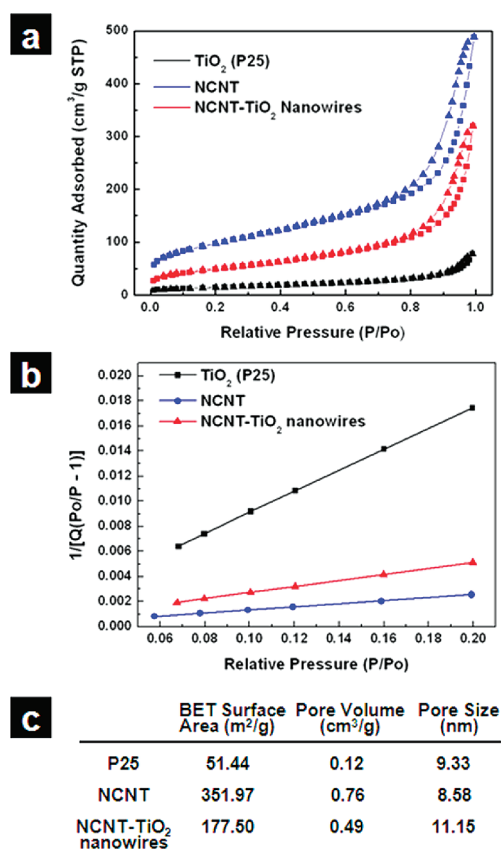 a
500
400
300
200
100
0
Quantity Adsorbed (cm³/g STP)
TiO₂ (P25)
NCNT
NCNT-TiO₂ Nanowires
0.0 0.2 0.4 0.6 0.8 1.0
Relative Pressure (P/Po)
b
0.020
0.018
0.016
0.014
0.012
0.010
0.008
0.006
0.004
0.002
0.000
1/[Q(Po/P - 1)]
TiO₂ (P25)
NCNT
NCNT-TiO₂ nanowires
0.06 0.08 0.10 0.12 0.14 0.16 0.18 0.20
Relative Pressure (P/Po)
c
BET Surface Area (m²/g) Pore Volume (cm³/g) Pore Size (nm)
P25 51.44 0.12 9.33
NCNT 351.97 0.76 8.58
NCNT-TiO₂ nanowires 177.50 0.49 11.15